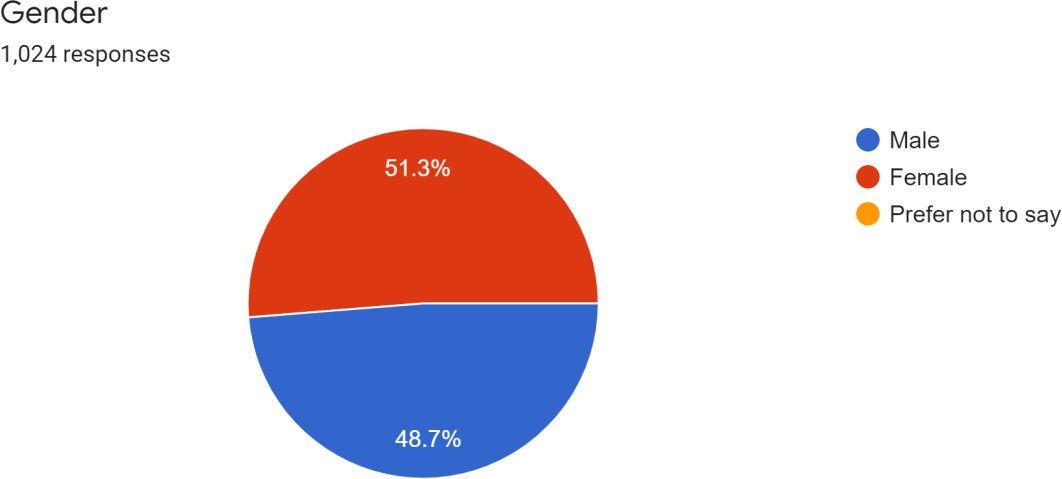 Gender
1,024 responses
51.3%
48.7%
Male
Female
Prefer not to say